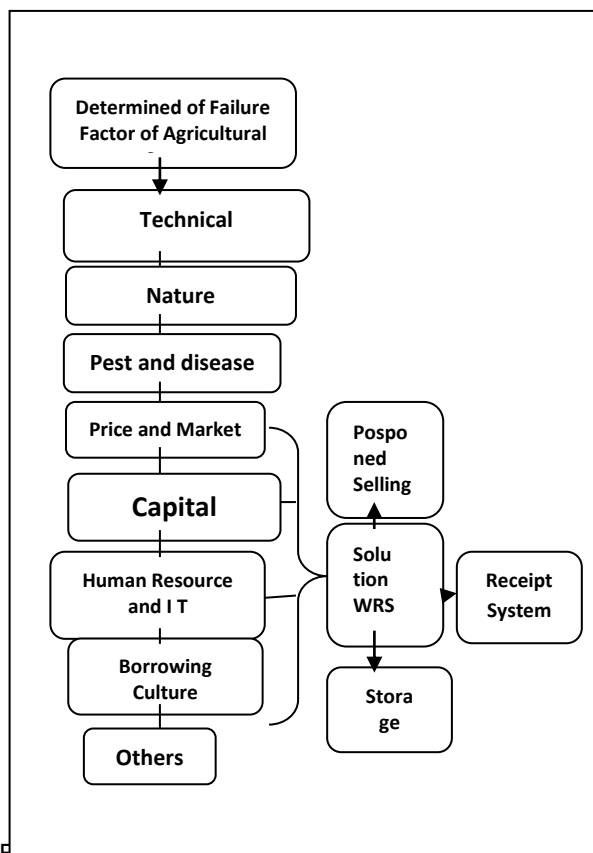 Determined of Failure
Factor of Agricultural
Technical
Nature
Pest and disease
Price and Market
Capital
Human Resource
and I T
Borrowing
Culture
Others
Pospo
ned
Selling
Solu
tion
WRS
Receipt
System
Stora
ge